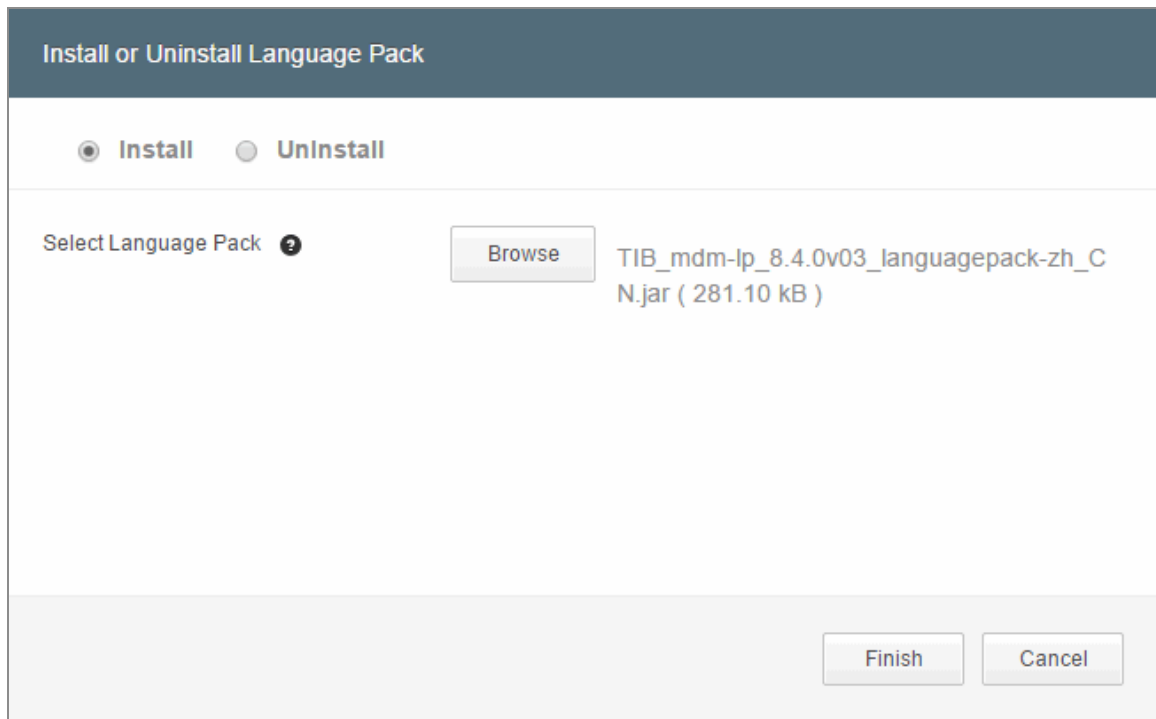 Install or Uninstall Language Pack
Install UnInstall
Select Language Pack ?
Browse
TIB_mdm-lp_8.4.0v03_languagepack-zh_C
N.jar ( 281.10 kB )
Finish Cancel